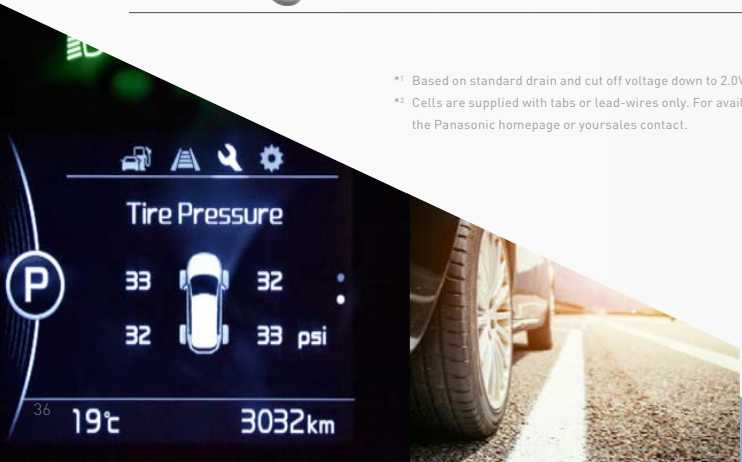 *1 Based on standard drain and cut off voltage down to 2.0V
*2 Cells are supplied with tabs or lead-wires only. For
the Panasonic homepage or yoursales contact.
Tire Pressure
33 32
P
32 33 psi
36
19℃ 3032km